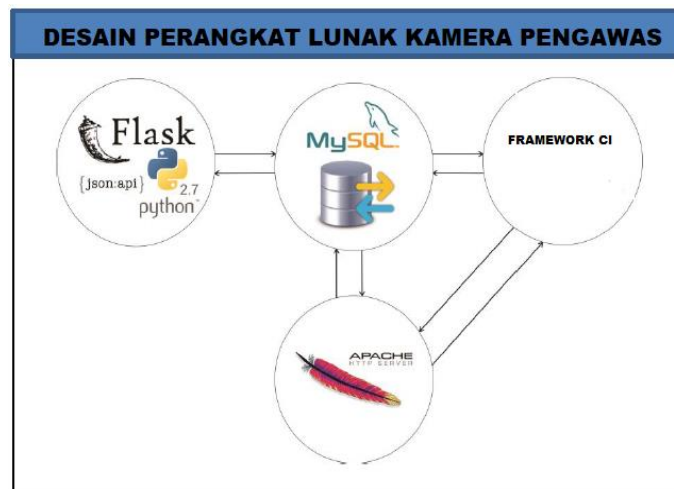 DESAIN PERANGKAT LUNAK KAMERA PENGAWAS
Flask
{json:api}
2.7
python
MySQL
FRAMEWORK CI
APACHE
HTTP SERVER